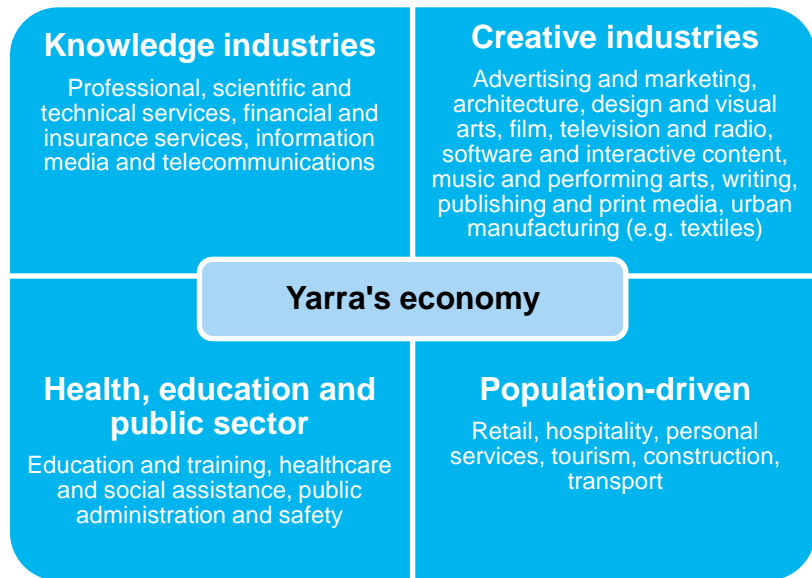 Knowledge industries
Professional, scientific and
technical services, financial and
insurance services, information
media and telecommunications
Creative industries
Advertising and marketing,
architecture, design and visual
arts, film, television and radio,
software and interactive content,
music and performing arts, writing,
publishing and print media, urban
manufacturing (e.g. textiles)
Yarra's economy
Health, education and
public sector
Education and training, healthcare
and social assistance, public
administration and safety
Population-driven
Retail, hospitality, personal
services, tourism, construction,
transport